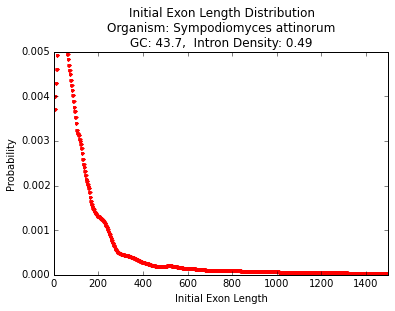 Initial Exon Length Distribution
Organism: Sympodiomyces attinorum
GC: 43.7,  Intron Density: 0.49
0.005
0.004
0.003
0.002
0.001
0.000
Probability
0 200 400 600 800 1000 1200 1400
Initial Exon Length